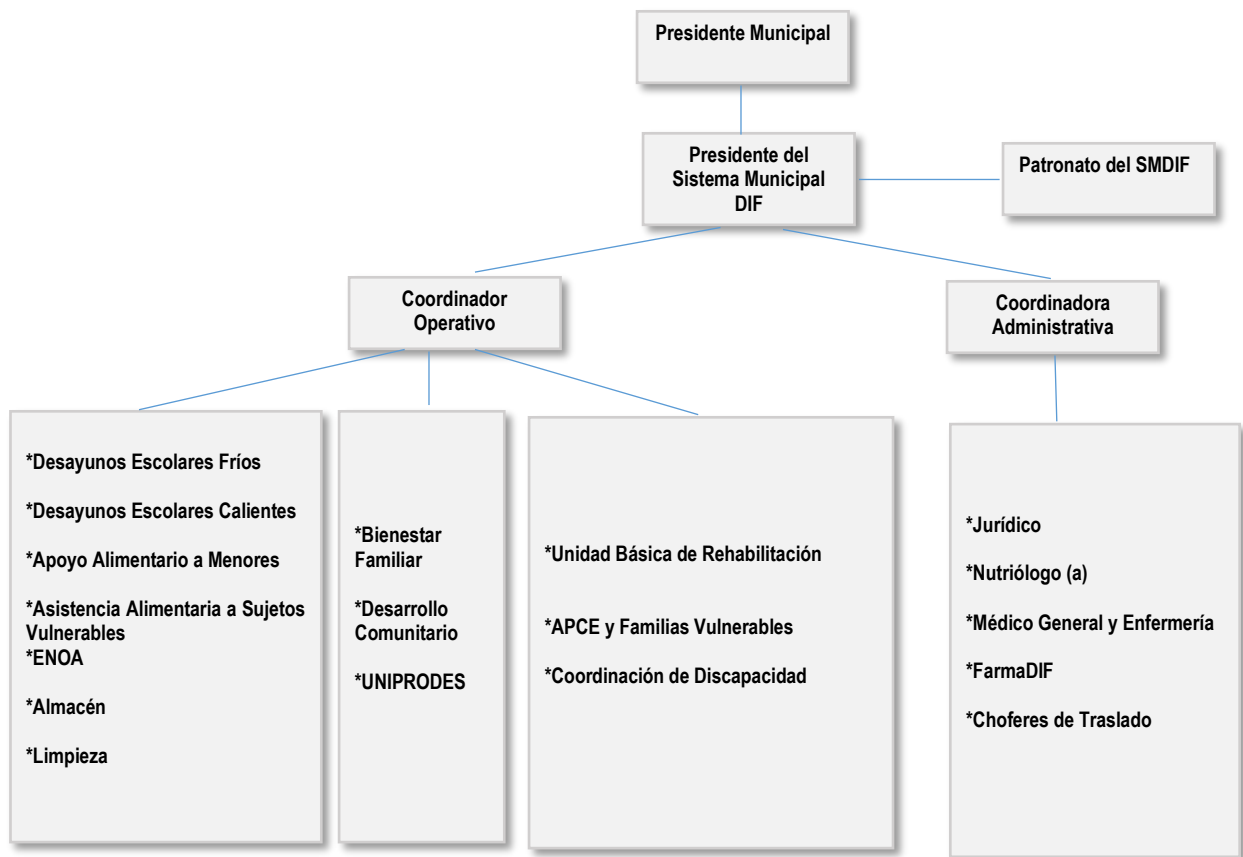 Presidente Municipal
Presidente del
Sistema Municipal
DIF
Patronato del SMDIF
Coordinador
Operativo
Coordinadora
Administrativa
*Desayunos Escolares Fríos
*Desayunos Escolares Calientes
*Apoyo Alimentario a Menores
*Asistencia Alimentaria a Sujetos
Vulnerables
*ENOA
*Almacén
*Limpieza
*Bienestar
Familiar
*Desarrollo
Comunitario
*UNIPRODES
*Unidad Básica de Rehabilitación
*APCE y Familias Vulnerables
*Coordinación de Discapacidad
*Jurídico
*Nutriólogo (a)
*Médico General y Enfermería
*FarmaDIF
*Choferes de Traslado